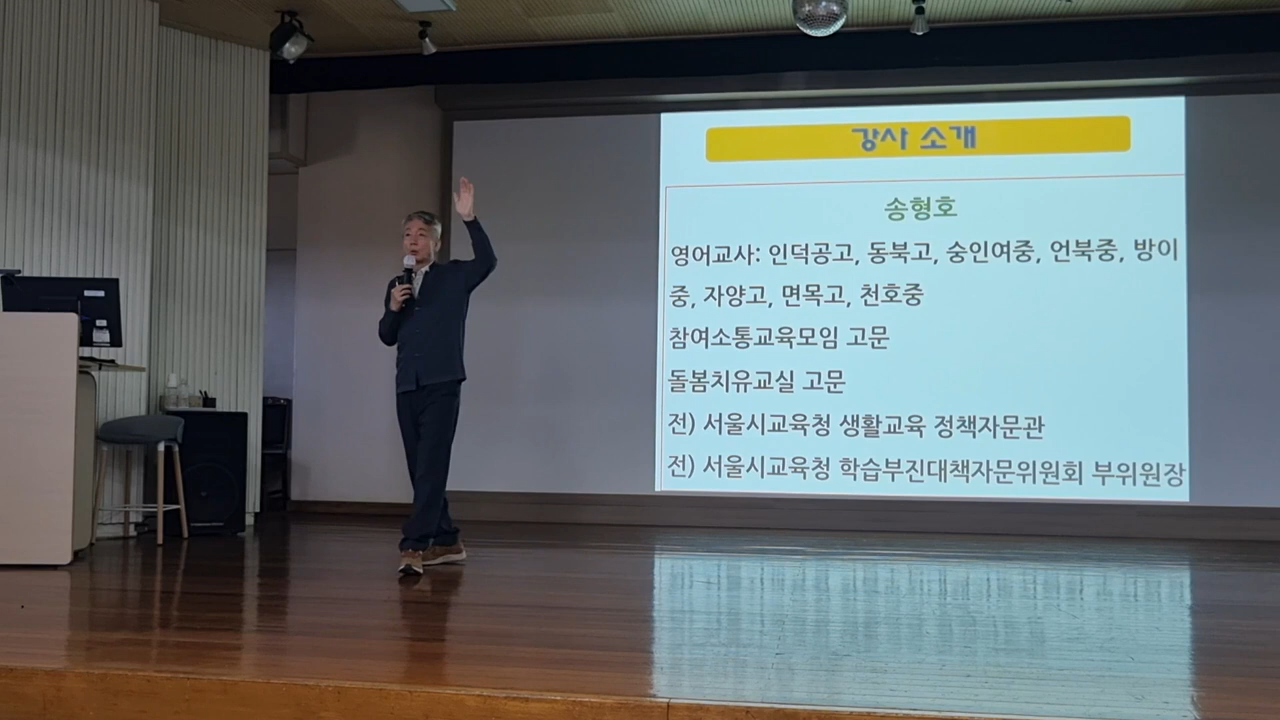 강사 소개
송형호
영어교사: 인덕공고, 동북고, 숭인여중, 언북중, 방이
중, 자양고, 면목고, 천호중
참여소통교육모임 고문
돌봄치유교실 고문
전) 서울시교육청 생활교육 정책자문관
전) 서울시교육청 학습부진대책자문위원회 부위원장